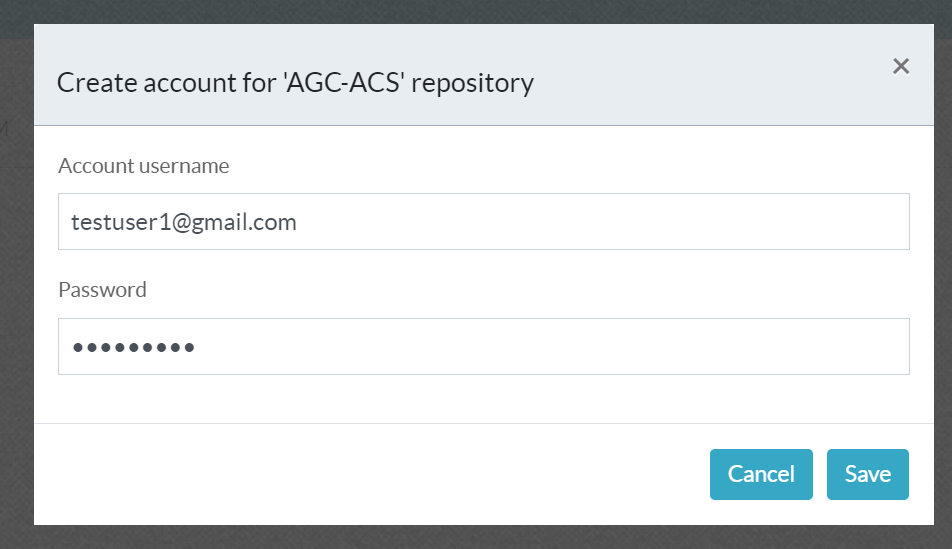 Create account for 'AGC-ACS' repository
×
Account username
testuser1@gmail.com
Password
•••••••••
Cancel Save